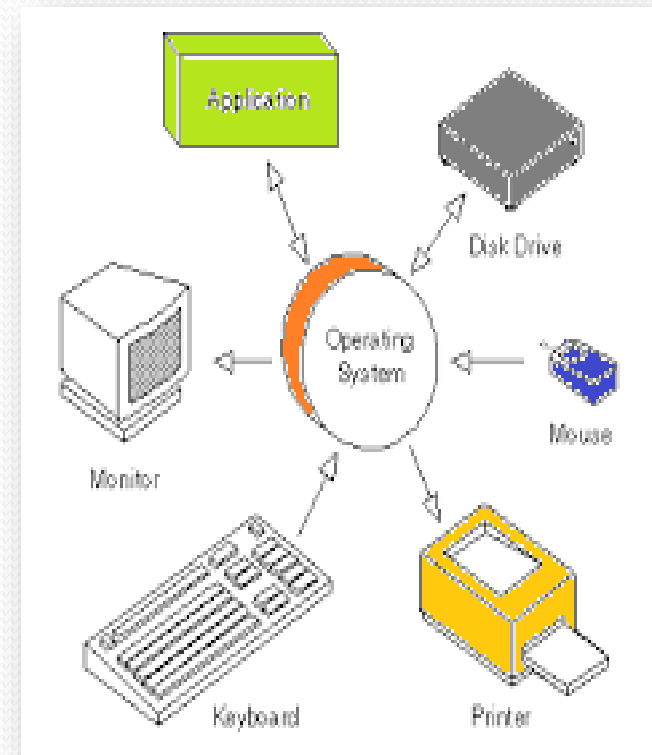 Application
Disk Drive
Operating
System
Mouse
Monitor
Keyboard
Printer